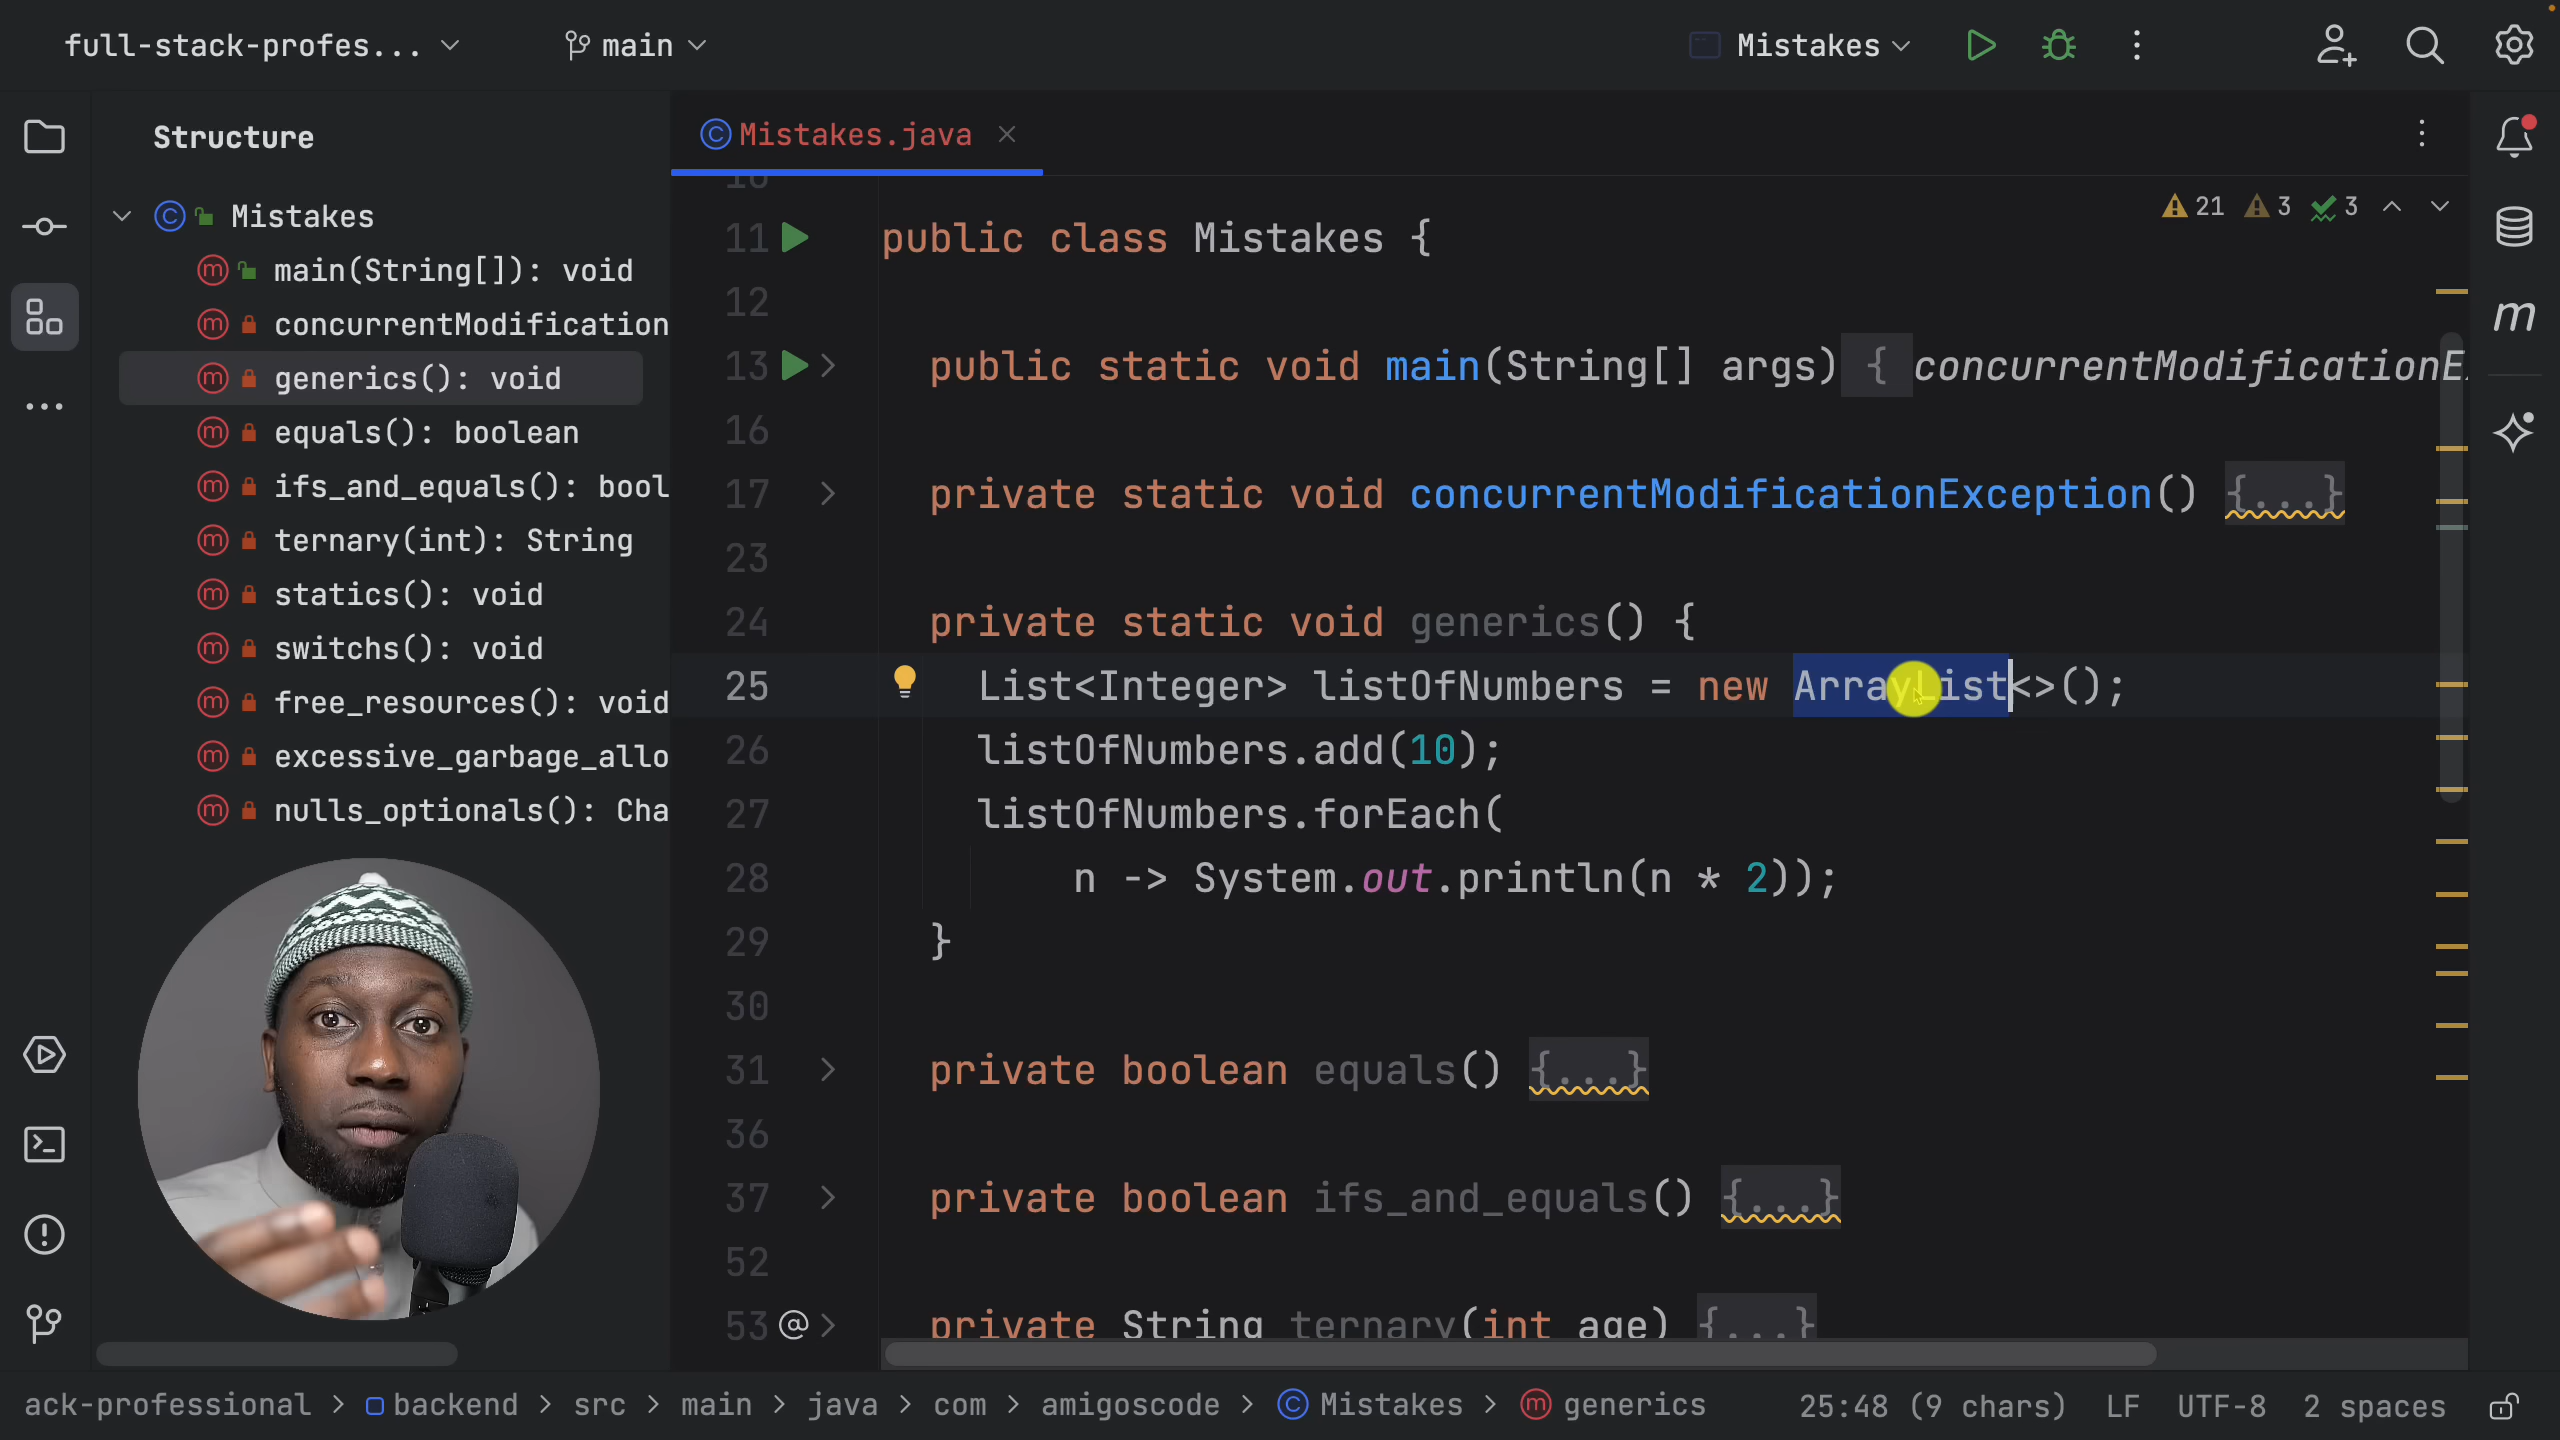 full-stack-profes...
main
Mistakes
Structure
Mistakes
main(String[]): void
concurrentModification
generics(): void
equals(): boolean
ifs_and_equals(): bool
ternary(int): String
statics(): void
switchs(): void
free_resources(): void
excessive_garbage_allo
nulls_optionals(): Cha
Mistakes.java
21 3 3
11 public class Mistakes {
12
13 public static void main(String[] args) { concurrentModificationE
16
17 private static void concurrentModificationException() {...}
23
24 private static void generics() {
25 List<Integer> listOfNumbers = new ArrayList<>();
26 listOfNumbers.add(10);
27 listOfNumbers.forEach(
28 n -> System.out.println(n * 2));
29 }
30
31 private boolean equals() {...}
36
37 private boolean ifs_and_equals() {...}
52
53 @ private String ternary(int age) {...}
m
ack-professional > backend > src > main > java > com > amigoscode > Mistakes > generics 25:48 (9 chars) LF UTF-8 2 spaces